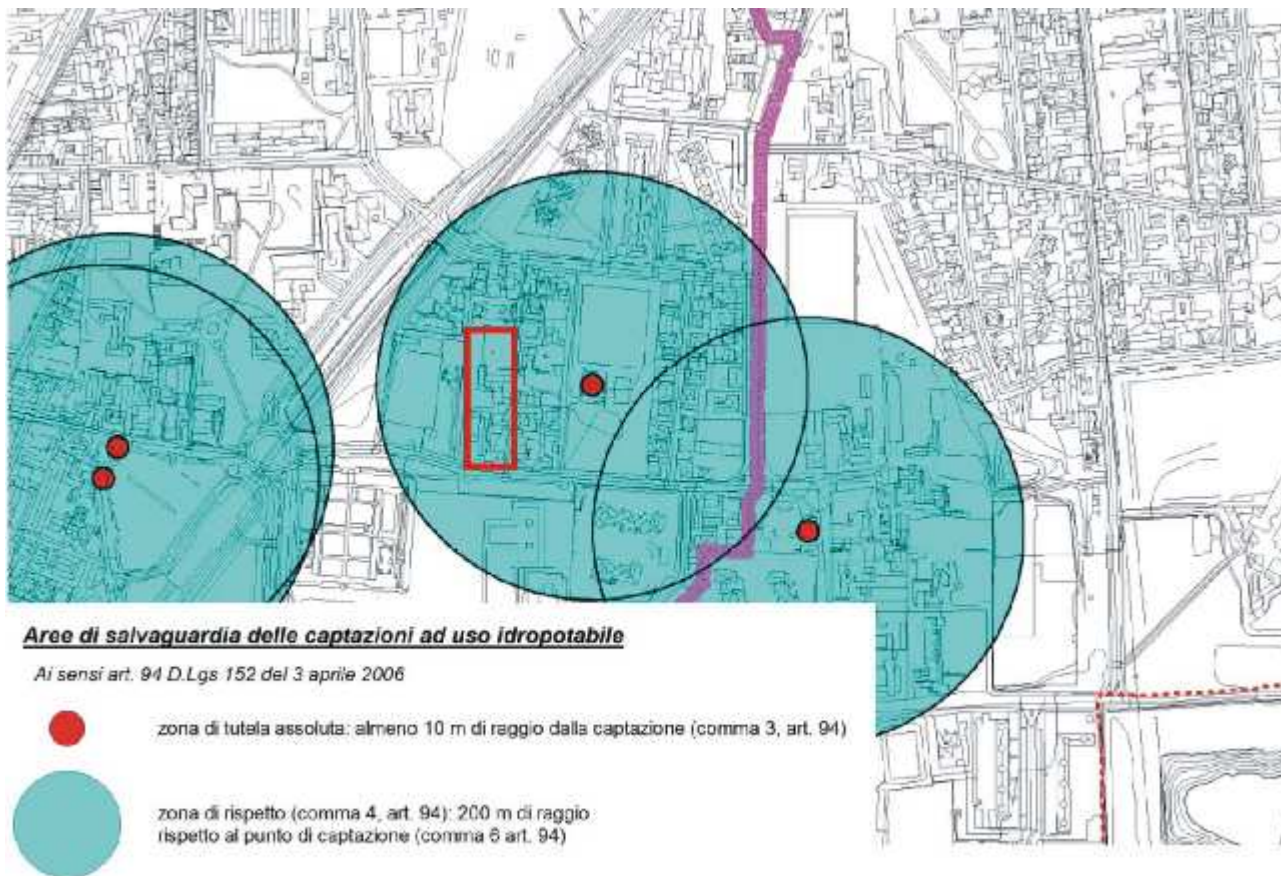 Aree di salvaguardia delle captazioni ad uso idropotabile
Ai sensi art. 94 D.Lgs 152 del 3 aprile 2006
zona di tutela assoluta: almeno 10 m di raggio dalla captazione (comma 3, art. 94)
zona di rispetto (comma 4, art. 94): 200 m di raggio
rispetto al punto di captazione (comma 6 art. 94)